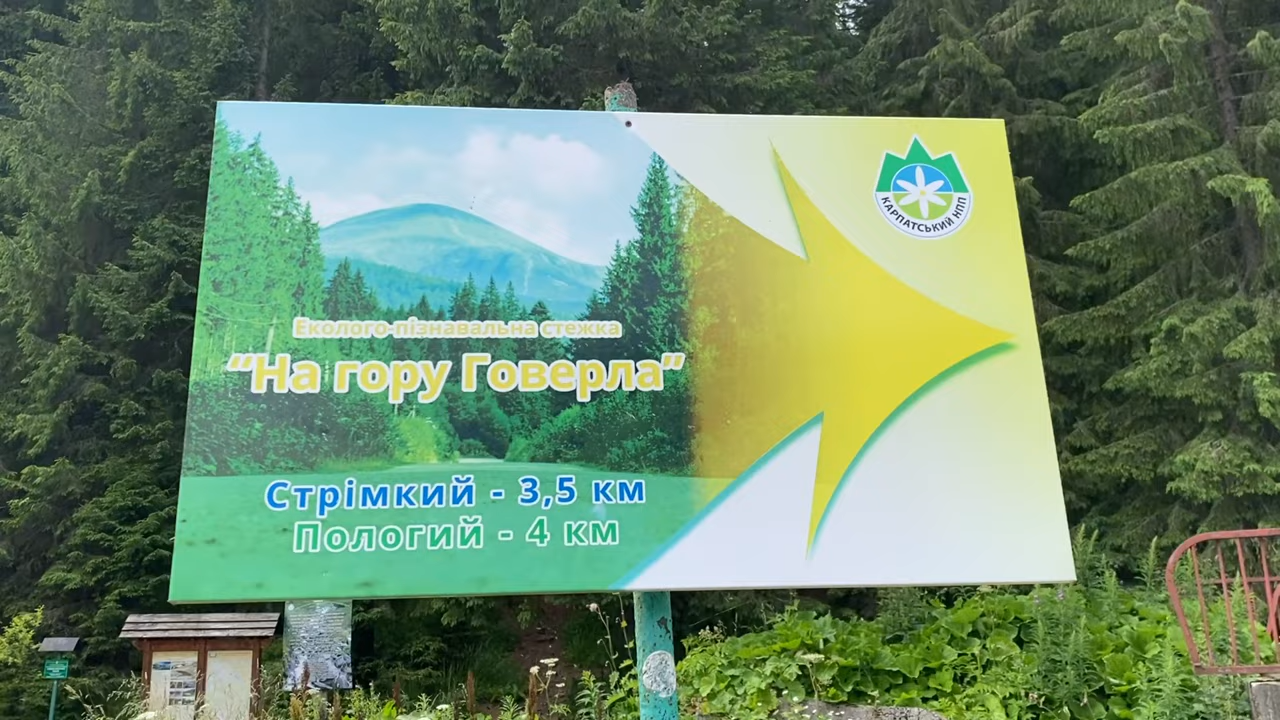 КАРПАТСЬКИЙ НПП
Еколого-пізнавальна стежка
“На гору Говерла”
Стрімкий - 3,5 км
Пологий - 4 км